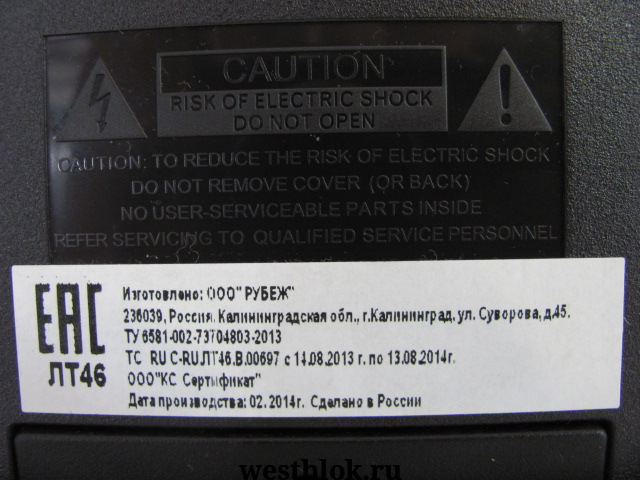 CAUTION
RISK OF ELECTRIC SHOCK
DO NOT OPEN
CAUTION: TO REDUCE THE RISK OF ELECTRIC SHOCK
DO NOT REMOVE COVER (OR BACK)
NO USER-SERVICEABLE PARTS INSIDE
REFER SERVICING TO QUALIFIED SERVICE PERSONNEL
ЕАС
ЛТ46
Изготовлено: ООО" РУБЕЖ"
236039, Россия. Калининградская обл., г.Калининград, ул. Суворова, д.45.
ТУ 6581-002-73704803-2013
ТС RU C-RU.ЛТ46.В.00697 с 14.08.2013 г. по 13.08.2014г.
ООО"КС. Сертификат"
Дата производства: 02. 2014г. Сделано в России
westblok.ru